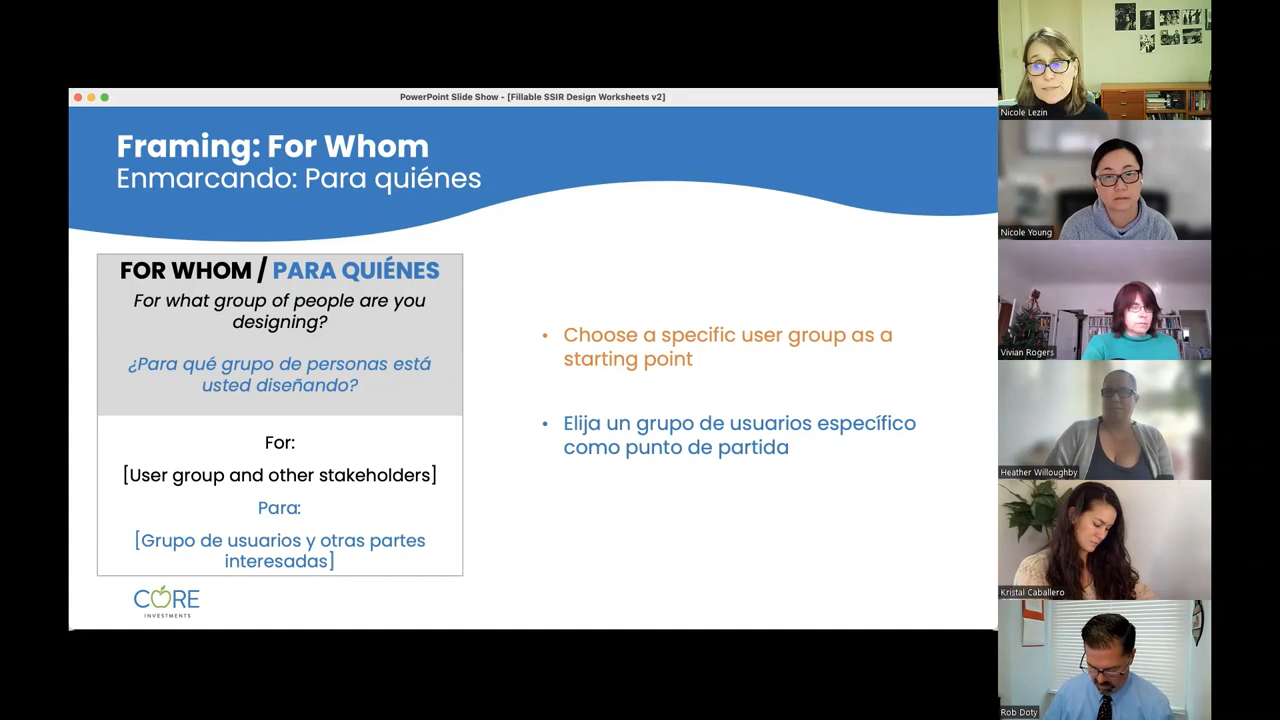 PowerPoint Slide Show - [Fillable SSIR Design Worksheets v2]
Framing: For Whom
Enmarcando: Para quiénes
FOR WHOM / PARA QUIÉNES
For what group of people are you
designing?
¿Para qué grupo de personas está
usted diseñando?
For:
[User group and other stakeholders]
Para:
[Grupo de usuarios y otras partes
interesadas]
• Choose a specific user group as a
starting point
• Elija un grupo de usuarios específico
como punto de partida
CORE
INVESTMENTS
Nicole Lezin
Nicole Young
Vivian Rogers
Heather Willoughby
Kristal Caballero
Rob Doty